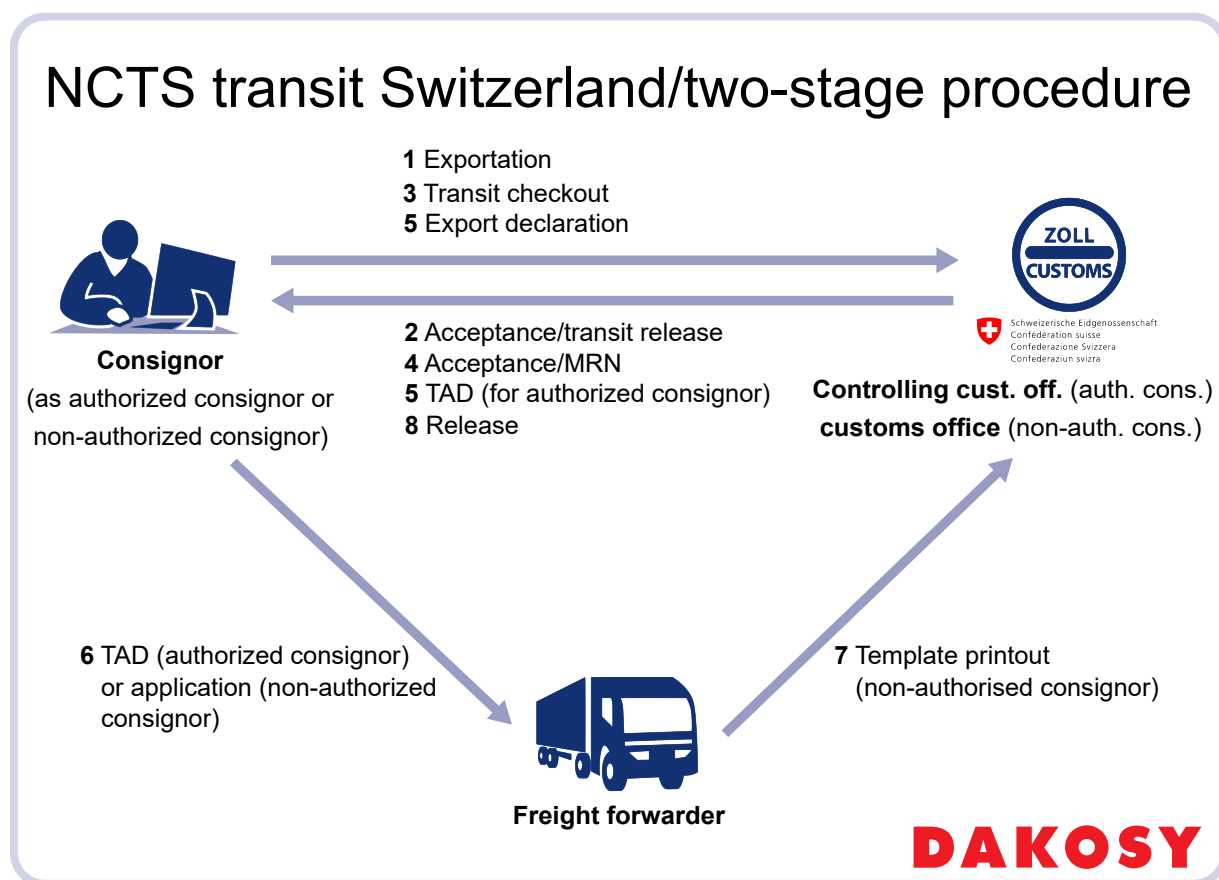 NCTS transit Switzerland/two-stage procedure
1 Exportation
3 Transit checkout
5 Export declaration
ZOLL
CUSTOMS
Schweizerische Eidgenossenschaft
Confédération suisse
Confederazione Svizzera
Confederaziun svizra
2 Acceptance/transit release
4 Acceptance/MRN
5 TAD (for authorized consignor)
8 Release
Consignor
(as authorized consignor or
non-authorized consignor)
Controlling cust. off. (auth. cons.)
customs office (non-auth. cons.)
6 TAD (authorized consignor)
or application (non-authorized
consignor)
7 Template printout
(non-authorised consignor)
Freight forwarder
DAKOSY